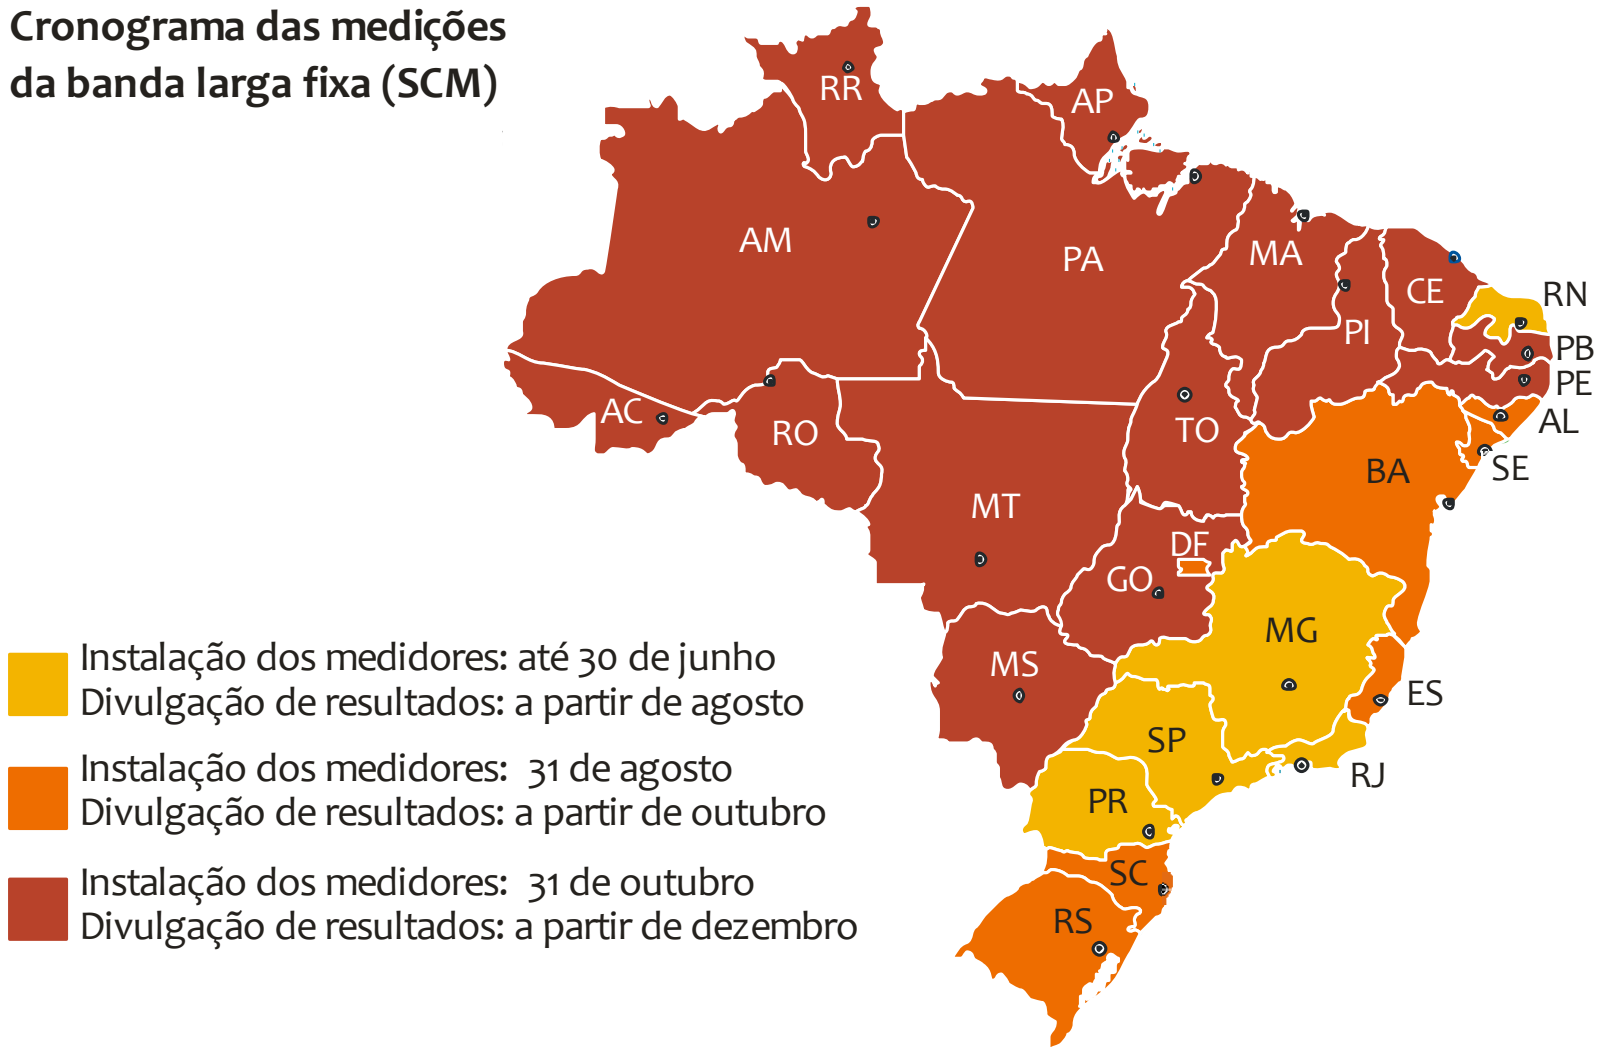 Cronograma das medições
da banda larga fixa (SCM)
RR
AP
AM
PA
MA
CE
RN
PI
PB
PE
AC
RO
TO
AL
BA
SE
MT
DF
GO
MG
MS
ES
SP
RJ
PR
SC
RS
Instalação dos medidores: até 30 de junho
Divulgação de resultados: a partir de agosto
Instalação dos medidores: 31 de agosto
Divulgação de resultados: a partir de outubro
Instalação dos medidores: 31 de outubro
Divulgação de resultados: a partir de dezembro